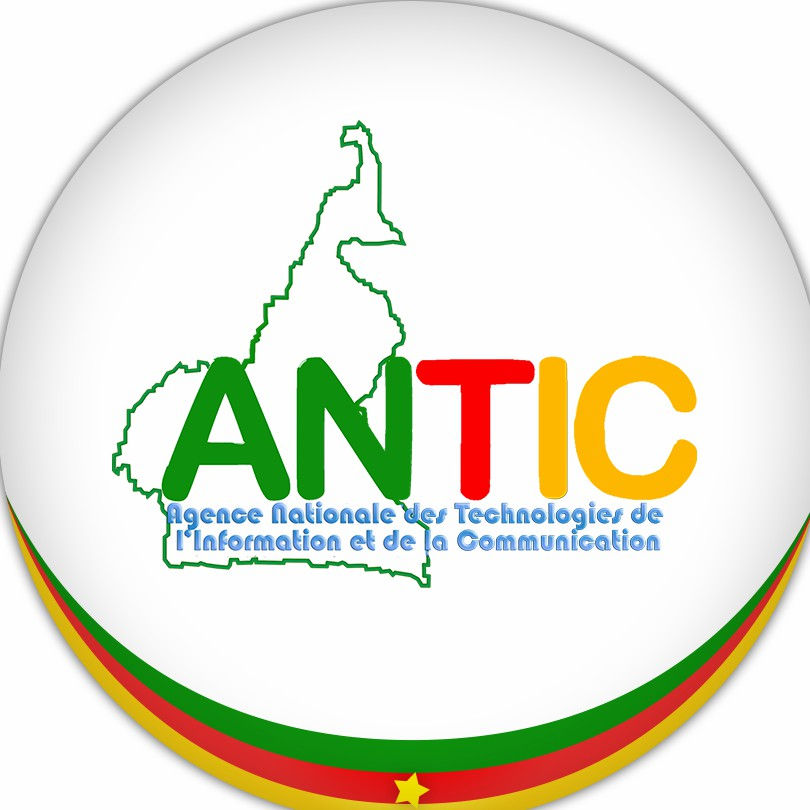 ANTIC
Agence Nationale des Technologies de
l'Information et de la Communication